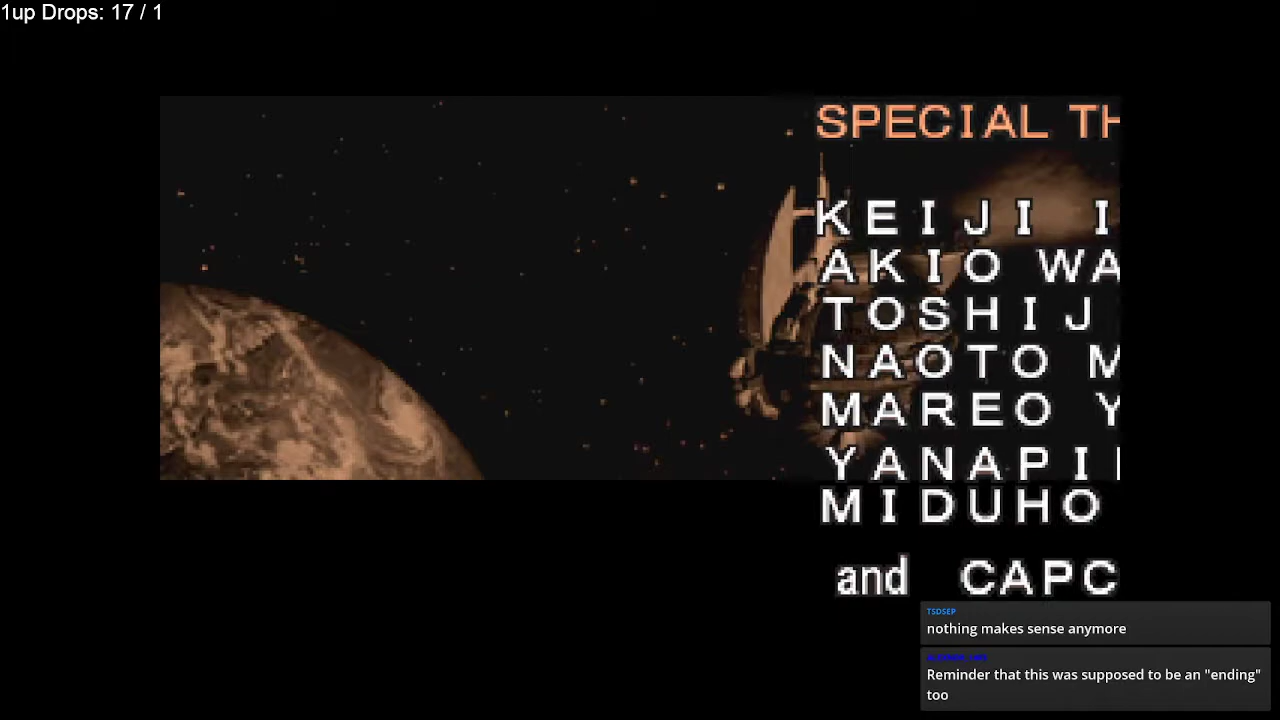 1up Drops: 17 / 1
SPECIAL TH
KEIJI I
AKIO WA
TOSHIJ
NAOTO M
MAREO Y
YANAPI
MIDUHO
and CAPC
TSDSEP
nothing makes sense anymore
Reminder that this was supposed to be an "ending"
too